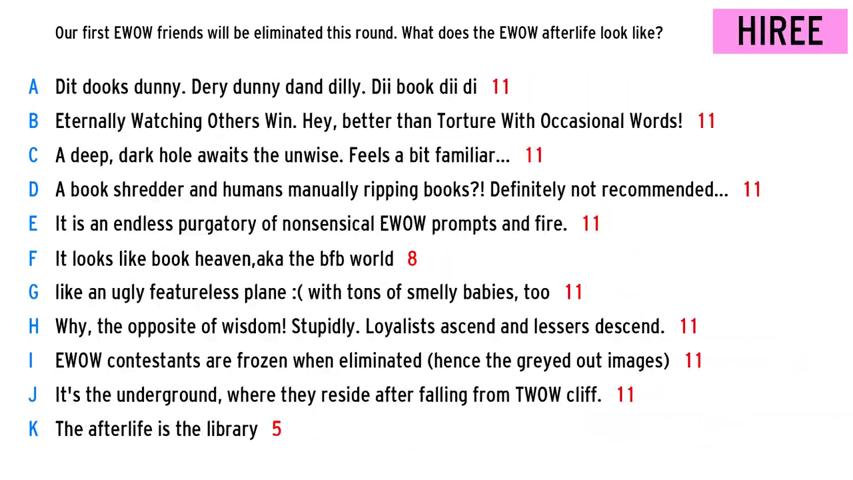 Our first EWOW friends will be eliminated this round. What does the EWOW afterlife look like?
HIREE
A Dit dooks dunny. Dery dunny dand dilly. Dii book dii di 11
B Eternally Watching Others Win. Hey, better than Torture With Occasional Words! 11
C A deep, dark hole awaits the unwise. Feels a bit familiar... 11
D A book shredder and humans manually ripping books?! Definitely not recommended... 11
E It is an endless purgatory of nonsensical EWOW prompts and fire. 11
F It looks like book heaven,aka the bfb world 8
G like an ugly featureless plane :( with tons of smelly babies, too 11
H Why, the opposite of wisdom! Stupidly. Loyalists ascend and lessers descend. 11
I EWOW contestants are frozen when eliminated (hence the greyed out images) 11
J It's the underground, where they reside after falling from TWOW cliff. 11
K The afterlife is the library 5